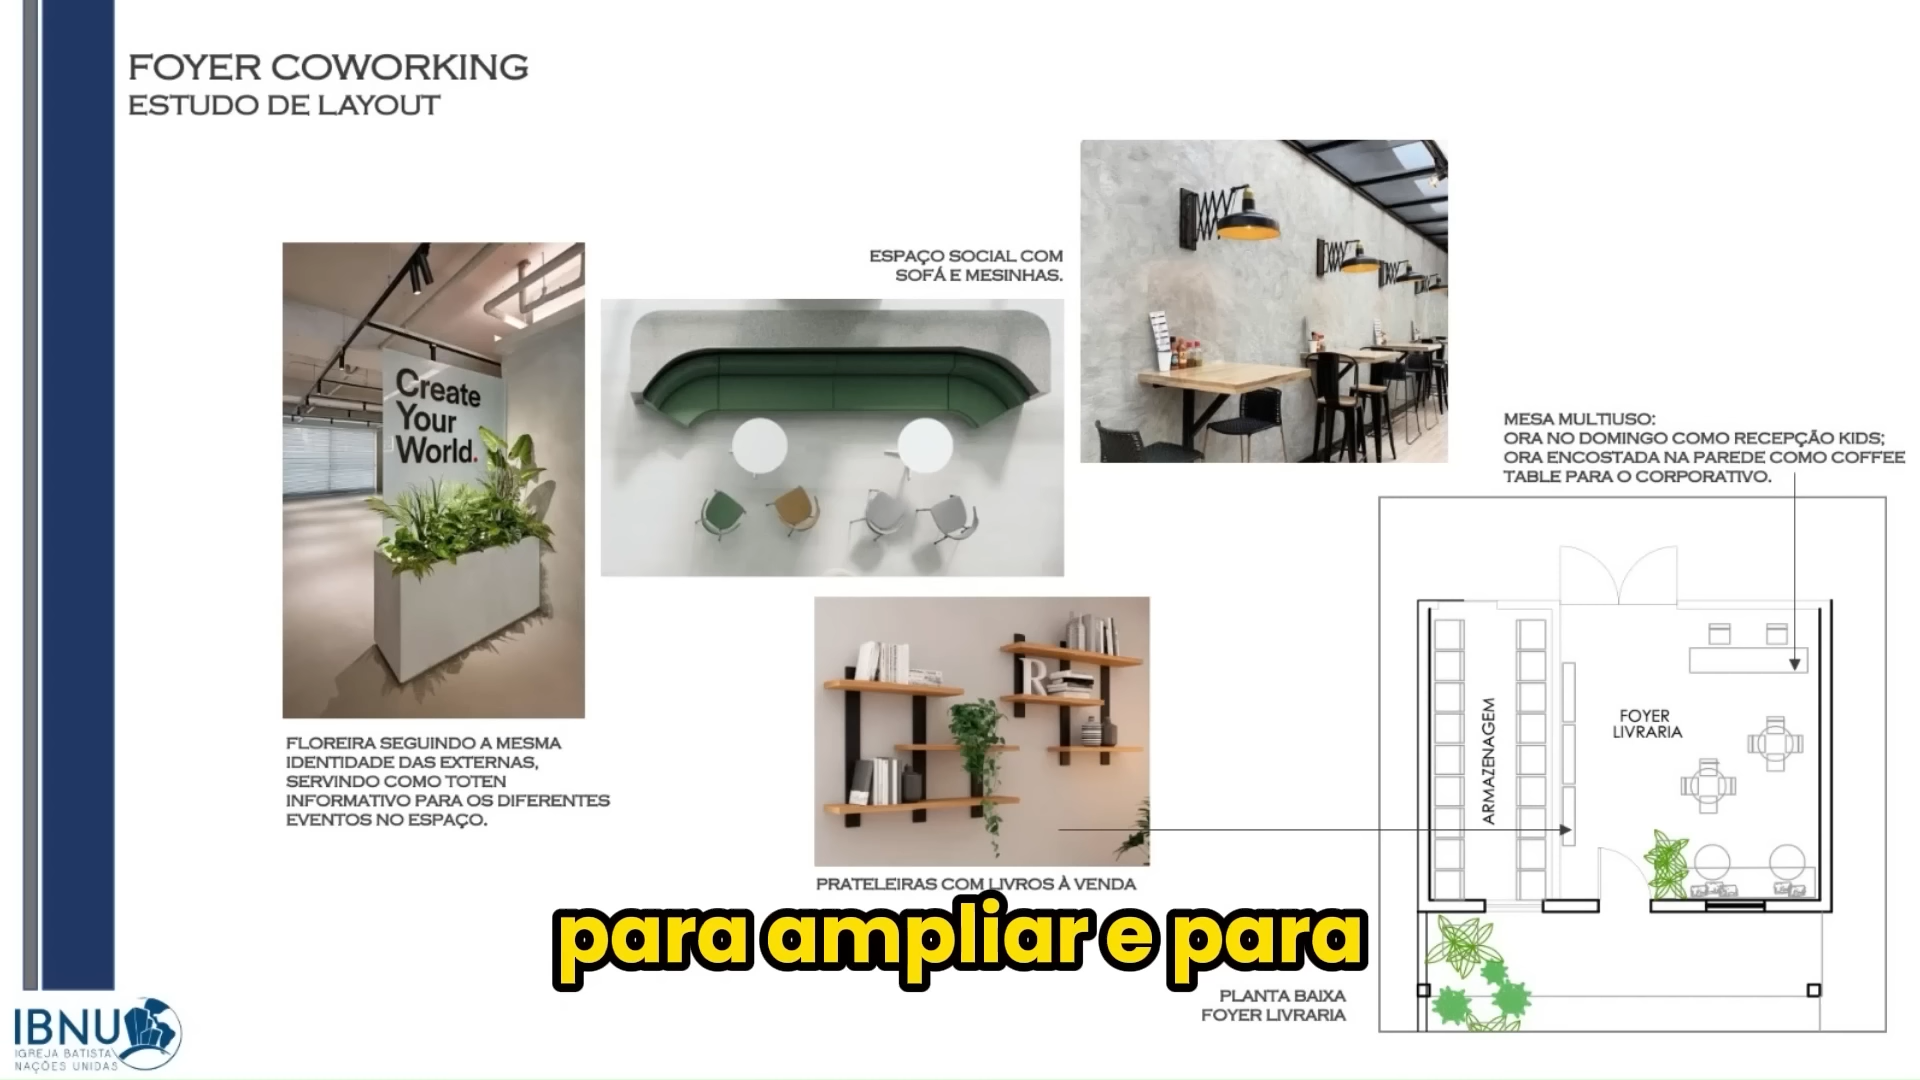 FOYER COWORKING
ESTUDO DE LAYOUT
ESPAÇO SOCIAL COM
SOFÁ E MESINHAS.
Create
Your
World.
MESA MULTIUSO:
ORA NO DOMINGO COMO RECEPÇÃO KIDS;
ORA ENCOSTADA NA PAREDE COMO COFFEE
TABLE PARA O CORPORATIVO.
R
ARMAZENAGEM
FOYER
LIVRARIA
FLOREIRA SEGUINDO A MESMA
IDENTIDADE DAS EXTERNAS,
SERVINDO COMO TOTEN
INFORMATIVO PARA OS DIFERENTES
EVENTOS NO ESPAÇO.
PRATELEIRAS COM LIVROS À VENDA
para ampliar e para
PLANTA BAIXA
FOYER LIVRARIA
IBNU
IGREJA BATISTA
NAÇÕES UNIDAS